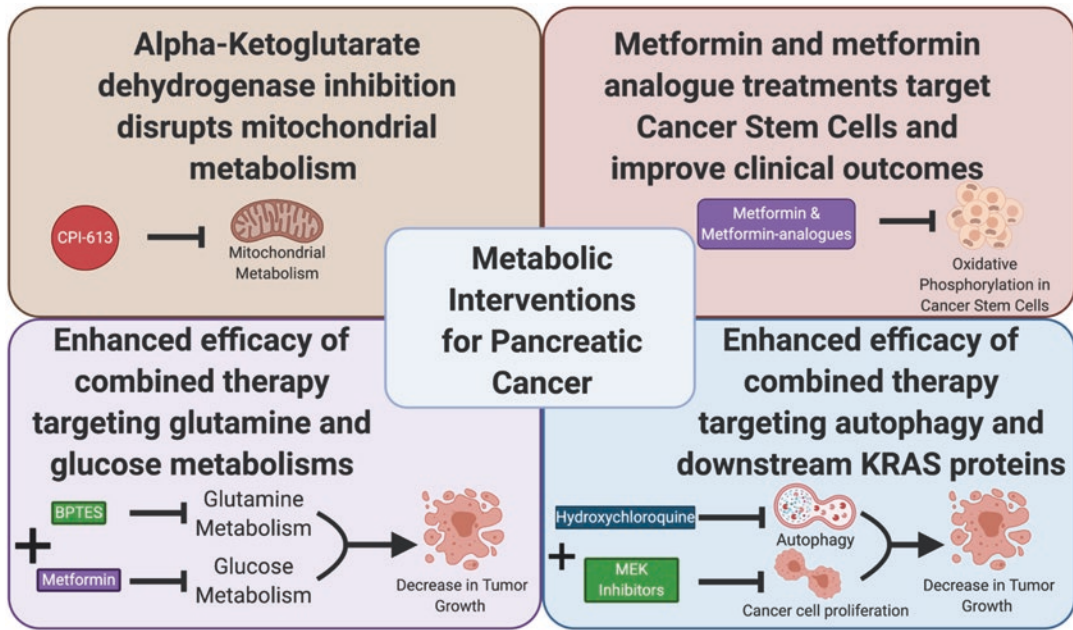 Alpha-Ketoglutarate
dehydrogenase inhibition
disrupts mitochondrial
metabolism
CPI-613
Mitochondrial
Metabolism
Metformin and metformin
analogue treatments target
Cancer Stem Cells and
improve clinical outcomes
Metformin &
Metformin-analogues
Oxidative
Phosphorylation in
Cancer Stem Cells
Metabolic
Interventions
for Pancreatic
Cancer
Enhanced efficacy of
combined therapy
targeting glutamine and
glucose metabolisms
BPTES
Glutamine
Metabolism
+
Metformin
Glucose
Metabolism
Decrease in Tumor
Growth
Enhanced efficacy of
combined therapy
targeting autophagy and
downstream KRAS proteins
Hydroxychloroquine
Autophagy
+
MEK
Inhibitors
Cancer cell proliferation
Decrease in Tumor
Growth